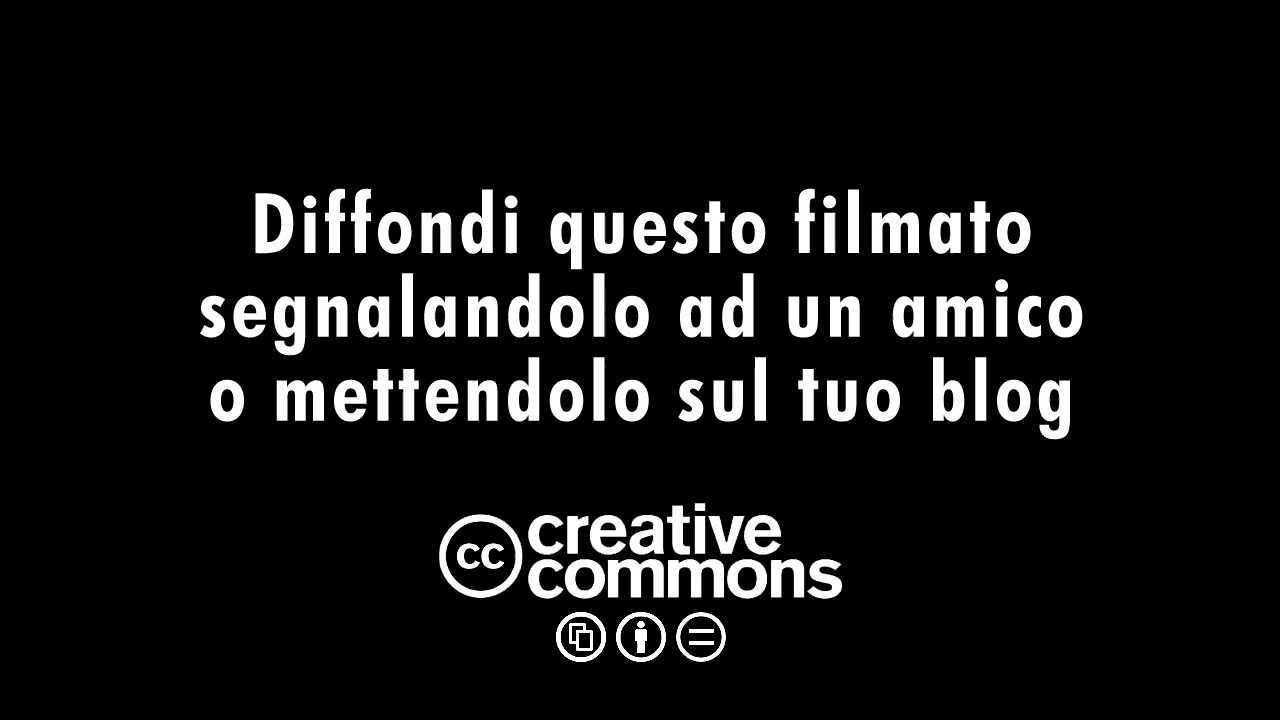 Diffondi questo filmato
segnalandolo ad un amico
o mettendolo sul tuo blog
cc creative
commons